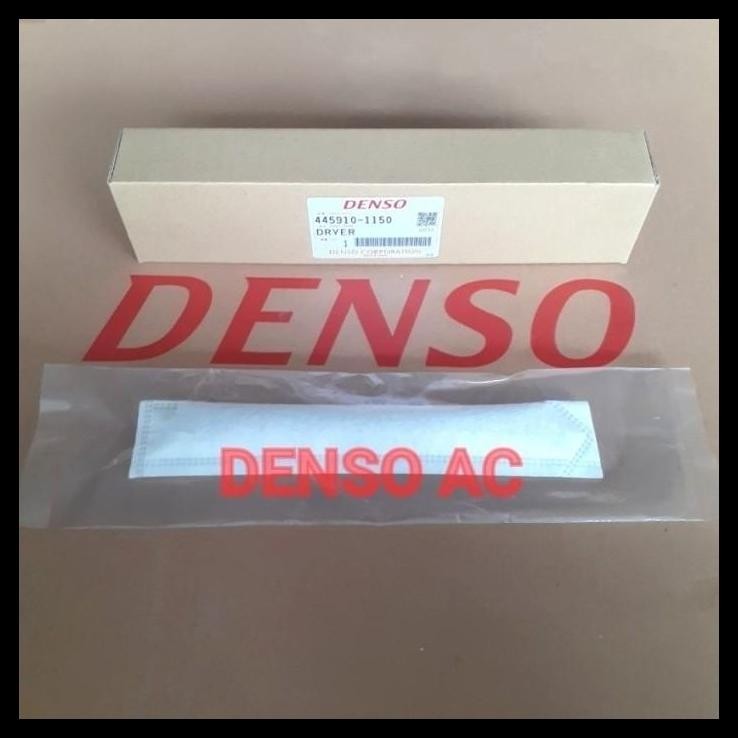 DENSO
445910-1150
DRYER
1
DENSO CORPORATION
DENSO
DENSO AC